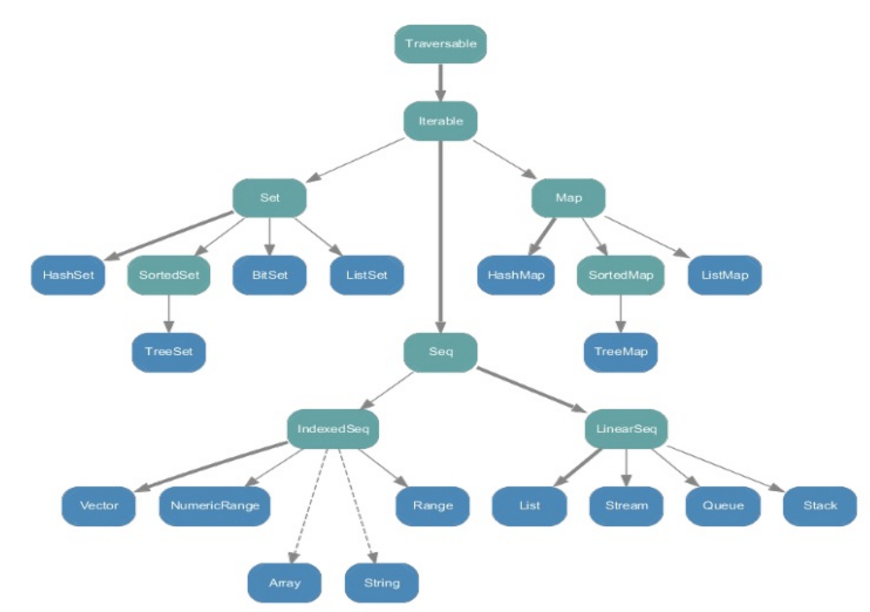 Traversable
Iterable
Set
Map
HashSet
SortedSet
BitSet
ListSet
HashMap
SortedMap
ListMap
TreeSet
Seq
TreeMap
IndexedSeq
LinearSeq
Vector
NumericRange
Range
List
Stream
Queue
Stack
Array
String